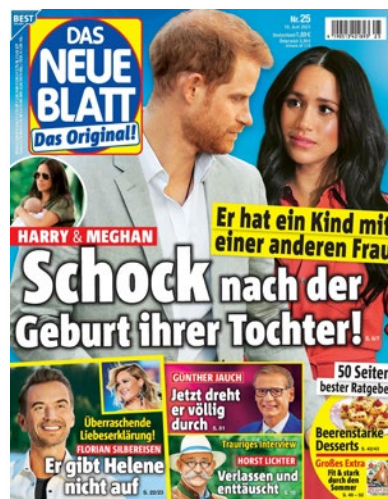 BEST
DAS
NEUE
BLATT
Das Original!
Nr. 25
Er hat ein Kind mit
einer anderen Frau
HARRY & MEGHAN
Schock nach der
Geburt ihrer Tochter!
50 Seiten
bester Ratgeber
Beerenstarke
Desserts
Großes Extra
Fit & stark
durch den
Sommer
GÜNTHER JAUCH
Jetzt dreht
er völlig
durch
Trauriges Interview
HORST LICHTER
Verlassen und
enttäuscht
Überraschende
Liebeserklärung!
FLORIAN SILBEREISEN
Er gibt Helene
nicht auf
S. 22/23